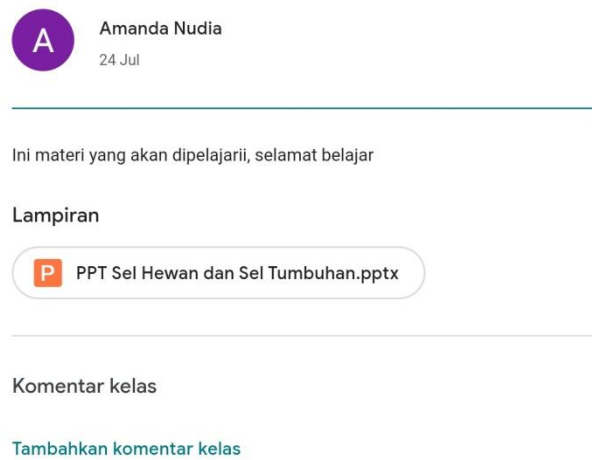 A
Amanda Nudia
24 Jul
Ini materi yang akan dipelajarii, selamat belajar
Lampiran
P PPT Sel Hewan dan Sel Tumbuhan.pptx
Komentar kelas
Tambahkan komentar kelas